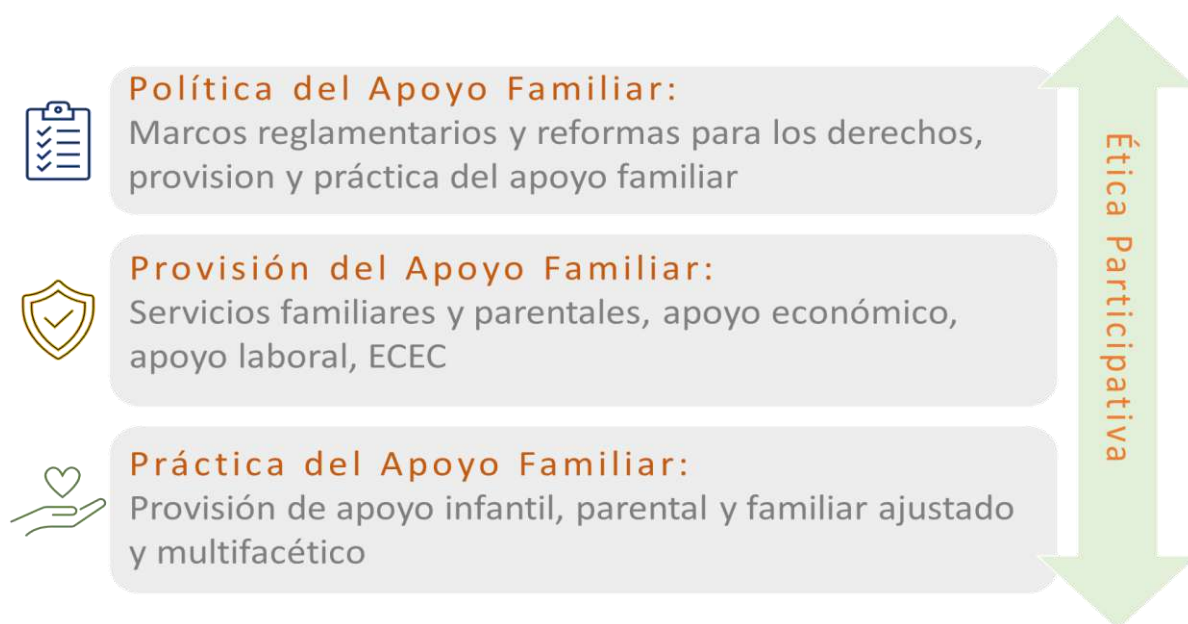 Política del Apoyo Familiar:
Marcos reglamentarios y reformas para los derechos,
provision y práctica del apoyo familiar
Provisión del Apoyo Familiar:
Servicios familiares y parentales, apoyo económico,
apoyo laboral, ECEC
Práctica del Apoyo Familiar:
Provisión de apoyo infantil, parental y familiar ajustado
y multifacético
Ética Participativa